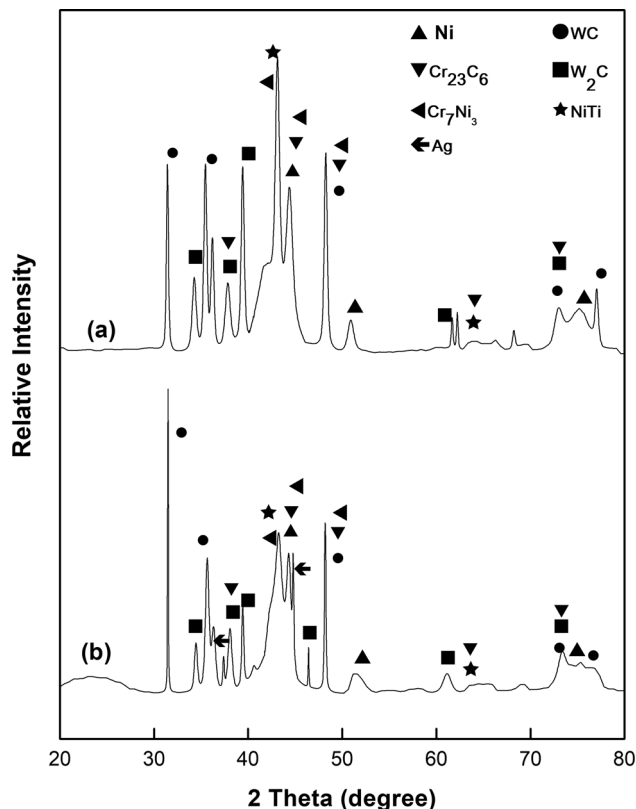 Ni WC
Cr23C6 W2C
Cr7Ni3 NiTi
Ag
(a)
(b)
Relative Intensity
20 30 40 50 60 70 80
2 Theta (degree)